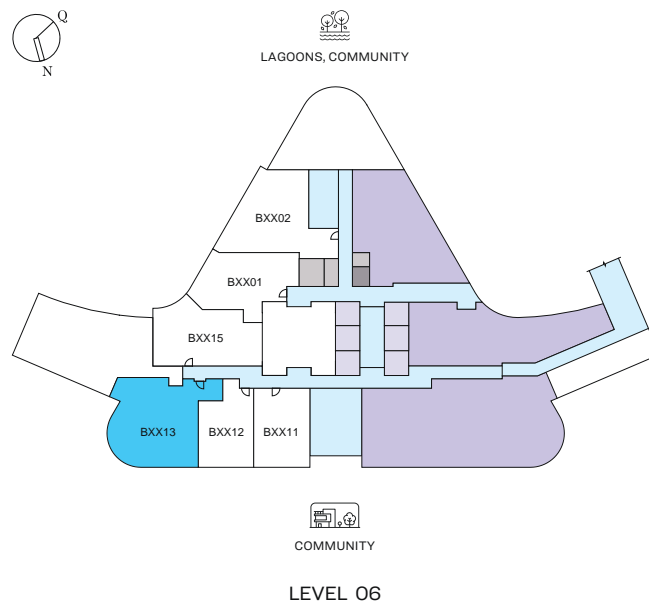 Q
N
LAGOONS, COMMUNITY
BXX02
BXX01
BXX15
BXX13
BXX12
BXX11
COMMUNITY
LEVEL 06